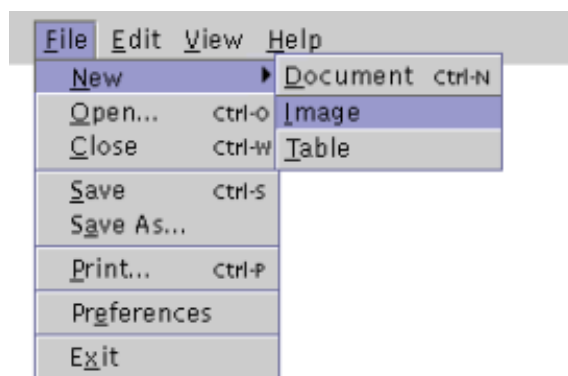 File Edit View Help
New Document Ctrl-N
Open... Ctrl-O Image
Close Ctrl-W Table
Save Ctrl-S
Save As...
Print... Ctrl-P
Preferences
Exit